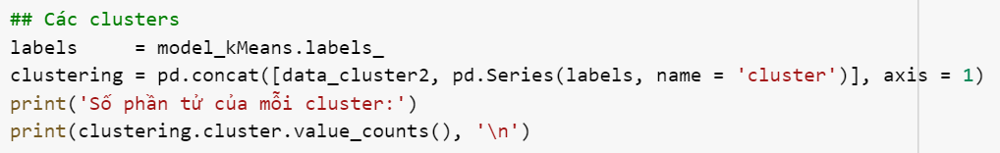 ## Các clusters
labels     = model_kMeans.labels_
clustering = pd.concat([data_cluster2, pd.Series(labels, name = 'cluster')], axis = 1)
print('Số phần tử của mỗi cluster:')
print(clustering.cluster.value_counts(), '\n')